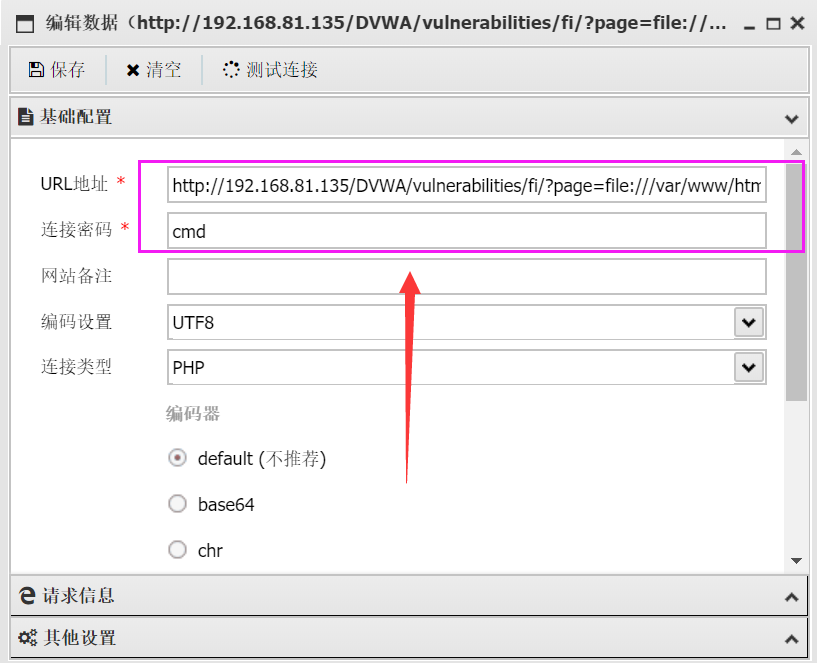 编辑数据（http://192.168.81.135/DVWA/vulnerabilities/fi/?page=file://...
保存 清空 测试连接
基础配置
URL地址 * http://192.168.81.135/DVWA/vulnerabilities/fi/?page=file:///var/www/htm
连接密码 * cmd
网站备注
编码设置 UTF8
连接类型 PHP
编码器
default (不推荐)
base64
chr
请求信息
其他设置